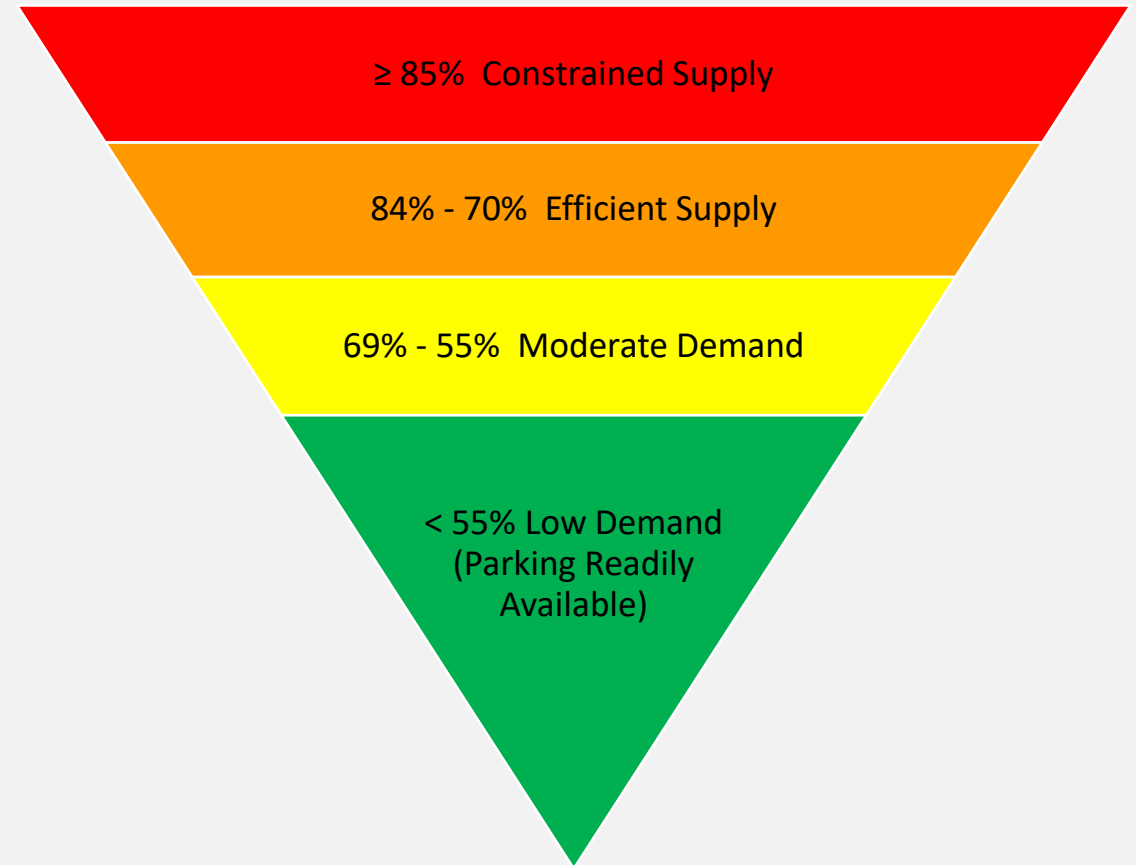 ≥ 85%  Constrained Supply
84% - 70%  Efficient Supply
69% - 55%  Moderate Demand
< 55% Low Demand
(Parking Readily
Available)